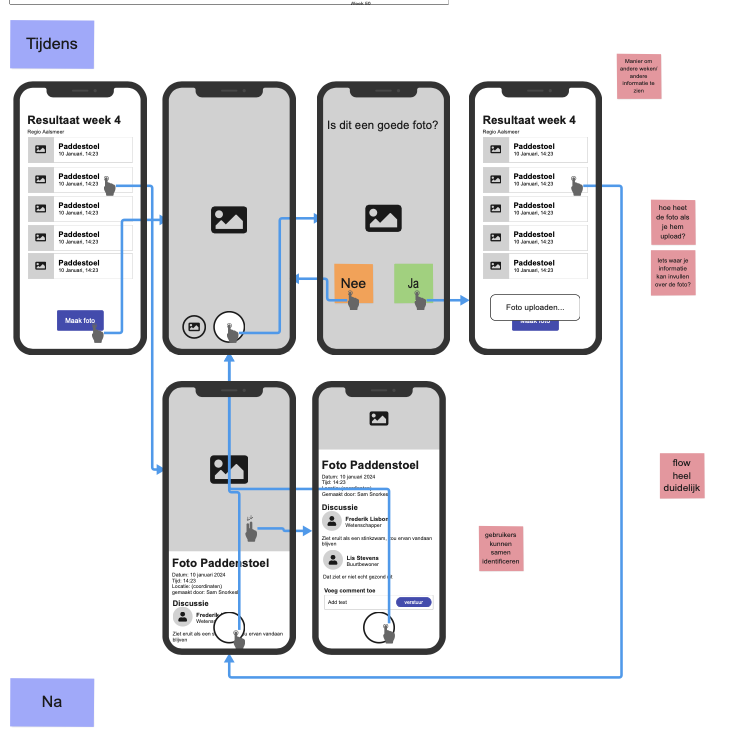 Week 50
Tijdens
Manier om
andere weken/
andere
informatie te
zien
Resultaat week 4
Regio Aalsmeer
Paddestoel
10 Januari, 14:23
Paddestoel
10 Januari, 14:23
Paddestoel
10 Januari, 14:23
Paddestoel
10 Januari, 14:23
Paddestoel
10 Januari, 14:23
Maak foto
Is dit een goede foto?
Nee
Ja
Resultaat week 4
Regio Aalsmeer
Paddestoel
10 Januari, 14:23
Paddestoel
10 Januari, 14:23
Paddestoel
10 Januari, 14:23
Paddestoel
10 Januari, 14:23
Paddestoel
10 Januari, 14:23
Foto uploaden...
Maak foto
hoe heet
de foto als
je hem
upload?
iets waar je
informatie
kan invullen
over de foto?
Foto Paddenstoel
Datum: 10 januari 2024
Tijd: 14:23
Locatie: (coordinaten)
gemaakt door: Sam Snorkel
Discussie
Frederik
Wetens
Ziet eruit als een ou ervan vandaan
blijven
Foto Paddenstoel
Datum: 10 januari 2024
Tijd: 14:23
Locatie: (coordinaten)
Gemaakt door: Sam Snorkel
Discussie
Frederik Lisbon
Wetenschapper
Ziet eruit als een stinkzwam, zou ervan vandaan
blijven
Lia Stevens
Buurtbewoner
Dat ziet er niet echt gezond uit
Voeg comment toe
Add text
verstuur
flow
heel
duidelijk
gebruikers
kunnen
samen
identificeren
Na